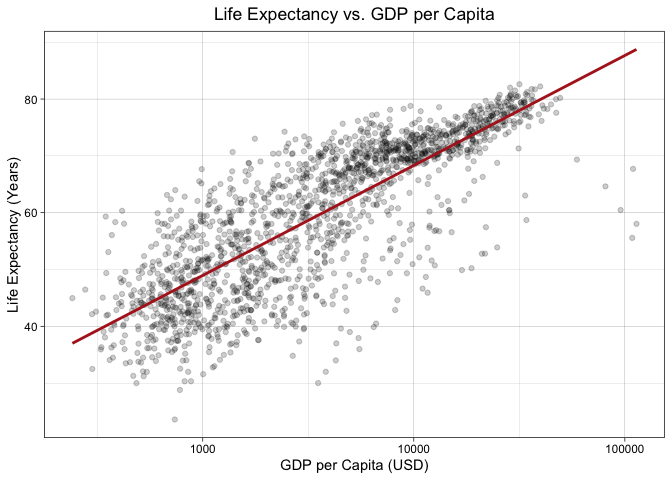 Life Expectancy vs. GDP per Capita
Life Expectancy (Years)
80
60
40
1000
10000
100000
GDP per Capita (USD)